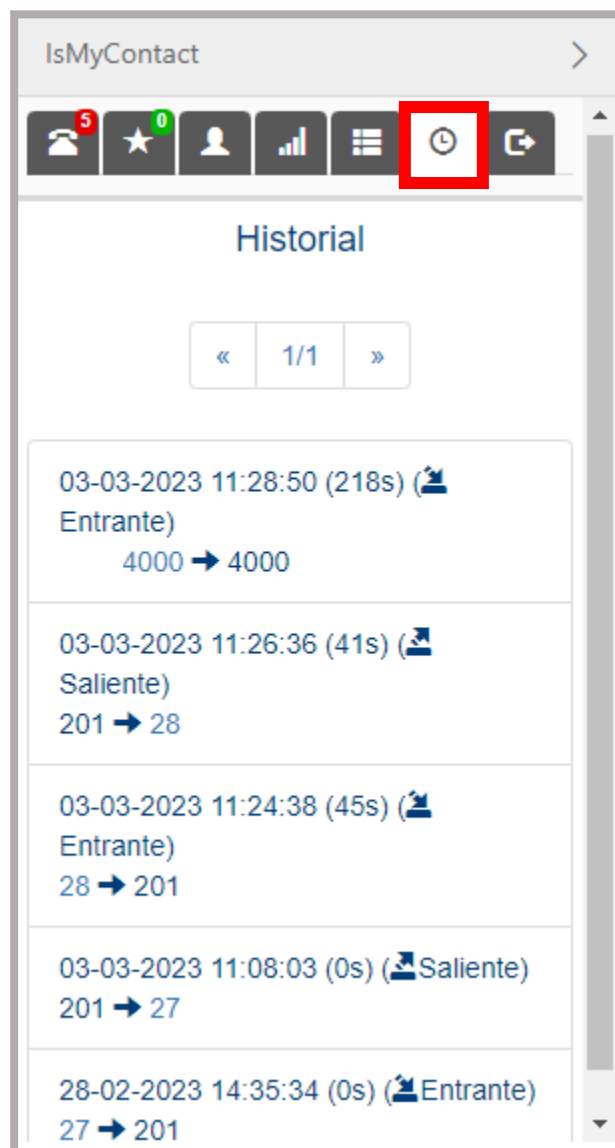 IsMyContact
5
0
Historial
« 1/1 »
03-03-2023 11:28:50 (218s) (
Entrante)
4000 ➔ 4000
03-03-2023 11:26:36 (41s) (
Saliente)
201 ➔ 28
03-03-2023 11:24:38 (45s) (
Entrante)
28 ➔ 201
03-03-2023 11:08:03 (0s) (Saliente)
201 ➔ 27
28-02-2023 14:35:34 (0s) (Entrante)
27 ➔ 201